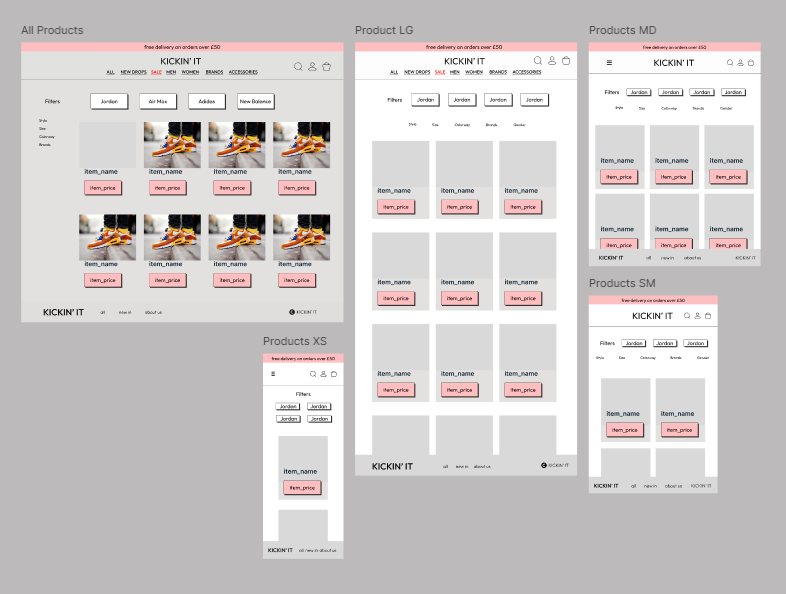 All Products
free delivery on orders over £50
KICKIN' IT
ALL NEW DROPS SALE MEN WOMEN BRANDS ACCESSORIES
Filters Jordan Air Max Adidas New Balance
Style
Size
Colorway
Brands
item_name item_name item_name item_name
item_price item_price item_price item_price
item_name item_name item_name item_name
item_price item_price item_price item_price
KICKIN' IT all new in about us KICKIN' IT
Product LG
free delivery on orders over £50
KICKIN' IT
ALL NEW DROPS SALE MEN WOMEN BRANDS ACCESSORIES
Filters Jordan Jordan Jordan Jordan
Style Size Colorway Brands Gender
item_name item_name item_name
item_price item_price item_price
item_name item_name item_name
item_price item_price item_price
item_name item_name item_name
item_price item_price item_price
KICKIN' IT all new in about us KICKIN' IT
Products MD
free delivery on orders over £50
KICKIN' IT
Filters Jordan Jordan Jordan Jordan
Style Size Colorway Brands Gender
item_name item_name item_name
item_price item_price item_price
item_name item_name item_name
item_price item_price item_price
KICKIN' IT all new in about us KICKIN' IT
Products SM
free delivery on orders over £50
KICKIN' IT
Filters Jordan Jordan Jordan
Style Size Colorway Brands Gender
item_name item_name
item_price item_price
KICKIN' IT all new in about us KICKIN' IT
Products XS
free delivery on orders over £50
Filters
Jordan Jordan
Jordan Jordan
item_name
item_price
KICKIN' IT all new in about us